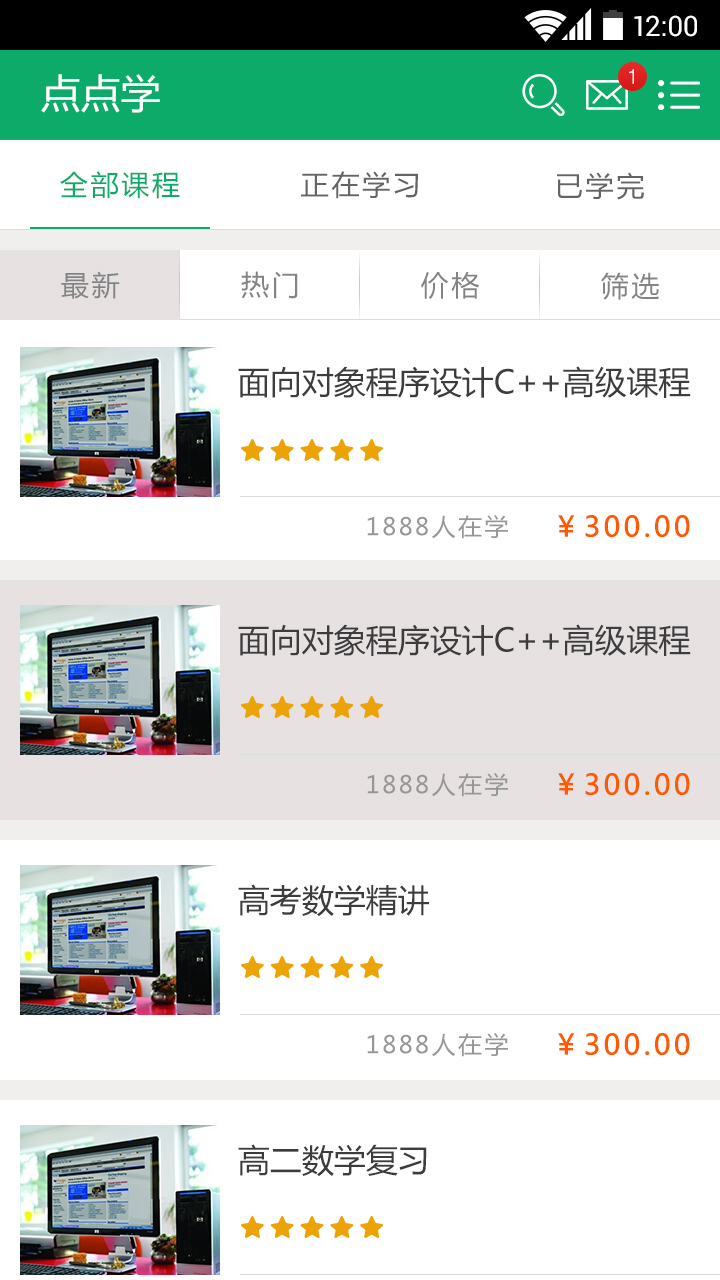 12:00
点点学
1
全部课程 正在学习 已学完
最新 热门 价格 筛选
面向对象程序设计C++高级课程
1888人在学 ¥ 300.00
面向对象程序设计C++高级课程
1888人在学 ¥ 300.00
高考数学精讲
1888人在学 ¥ 300.00
高二数学复习